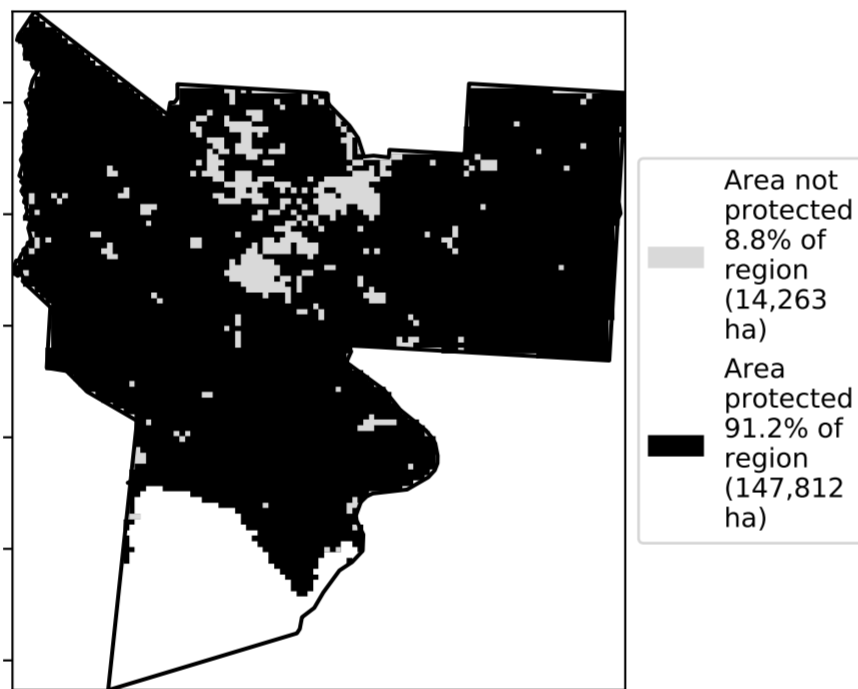 Area not
protected
8.8% of
region
(14,263
ha)
Area
protected
91.2% of
region
(147,812
ha)